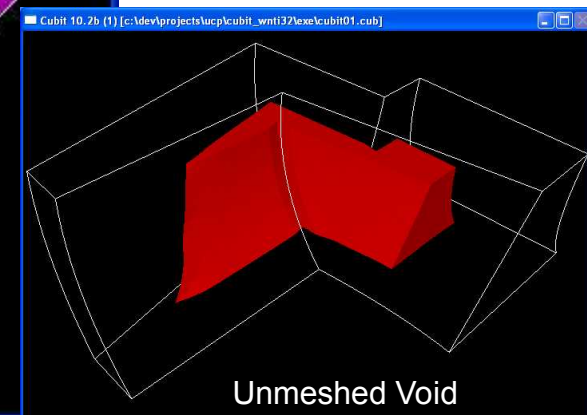 Cubit 10.2b (1) [c:\dev\projects\ucp\cubit_wnti32\exe\cubit01.cub]
Unmeshed Void